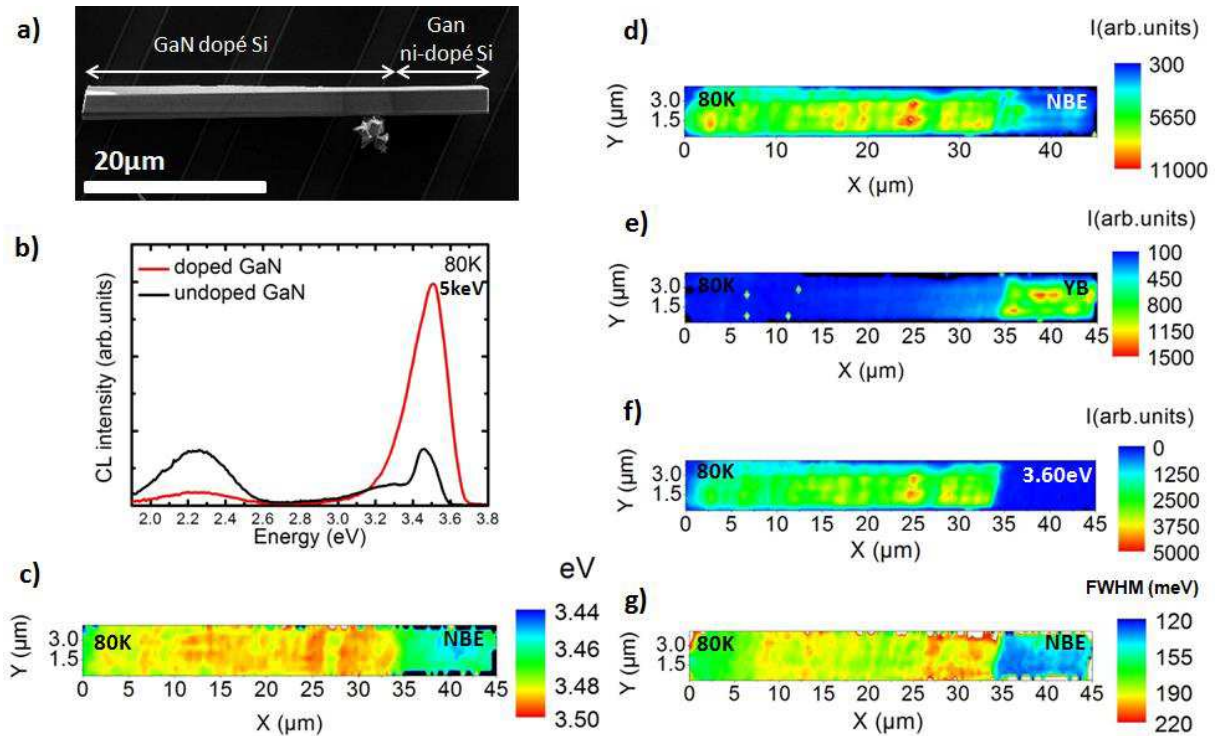 a)
GaN dopé Si
Gan
ni-dopé Si
20µm
b)
CL intensity (arb.units)
doped GaN
undoped GaN
80K
5keV
2.0 2.2 2.4 2.6 2.8 3.0 3.2 3.4 3.6 3.8
Energy (eV)
c)
eV
Y (µm)
3.0
1.5
80K
NBE
0 5 10 15 20 25 30 35 40 45
X (µm)
3.44
3.46
3.48
3.50
d)
I(arb.units)
Y (µm)
3.0
1.5
80K
NBE
0 10 20 30 40
X (µm)
300
5650
11000
e)
I(arb.units)
Y (µm)
3.0
1.5
80K
YB
0 5 10 15 20 25 30 35 40 45
X (µm)
100
450
800
1150
1500
f)
I(arb.units)
Y (µm)
3.0
1.5
80K
3.60eV
0 5 10 15 20 25 30 35 40 45
X (µm)
0
1250
2500
3750
5000
g)
FWHM (meV)
Y (µm)
3.0
1.5
80K
NBE
0 5 10 15 20 25 30 35 40 45
X (µm)
120
155
190
220